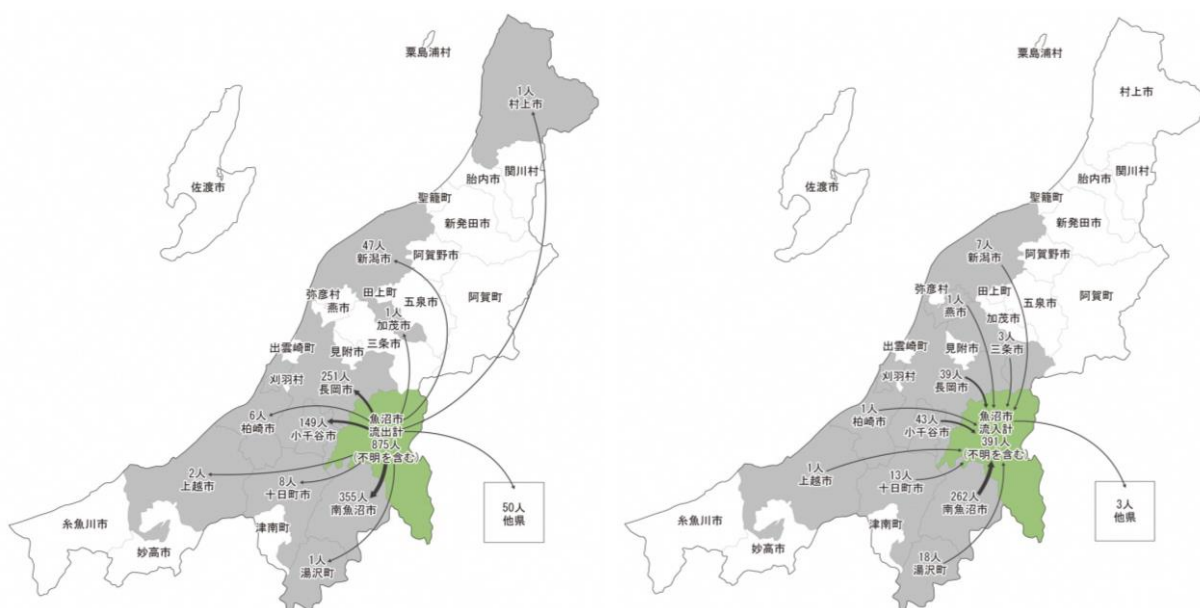 粟島浦村
1人
村上市
関川村
胎内市
聖籠町
佐渡市
新発田市
47人
新潟市
阿賀野市
弥彦村
燕市
田上町
五泉市
阿賀町
1人
加茂市
三条市
出雲崎町
見附市
刈羽村
251人
長岡市
6人
柏崎市
149人
小千谷市
魚沼市
流出計
875人
(不明を含む)
2人
上越市
8人
十日町市
355人
南魚沼市
50人
他県
糸魚川市
妙高市
津南町
1人
湯沢町
粟島浦村
村上市
関川村
胎内市
聖籠町
佐渡市
新発田市
7人
新潟市
阿賀野市
弥彦村
1人
燕市
田上町
五泉市
阿賀町
加茂市
3人
三条市
出雲崎町
見附市
刈羽村
39人
長岡市
1人
柏崎市
43人
小千谷市
魚沼市
流入計
391人
(不明を含む)
1人
上越市
13人
十日町市
262人
南魚沼市
3人
他県
糸魚川市
妙高市
津南町
18人
湯沢町